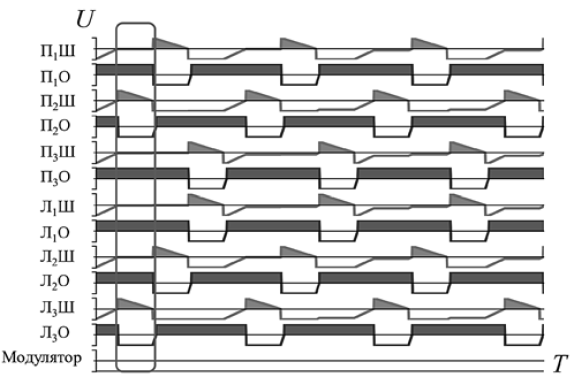 U
П₁Ш
П₁О
П₂Ш
П₂О
П₃Ш
П₃О
Л₁Ш
Л₁О
Л₂Ш
Л₂О
Л₃Ш
Л₃О
Модулятор
T